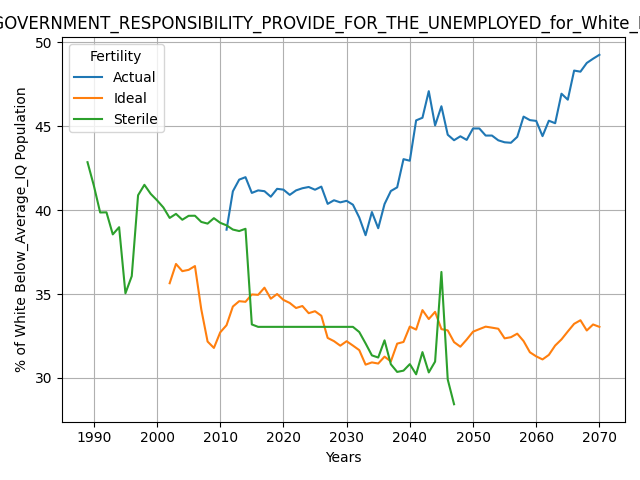 GOVERNMENT_RESPONSIBILITY_PROVIDE_FOR_THE_UNEMPLOYED_for_White_
Fertility
Actual
Ideal
Sterile
% of White Below_Average_IQ Population
50
45
40
35
30
1990 2000 2010 2020 2030 2040 2050 2060 2070
Years